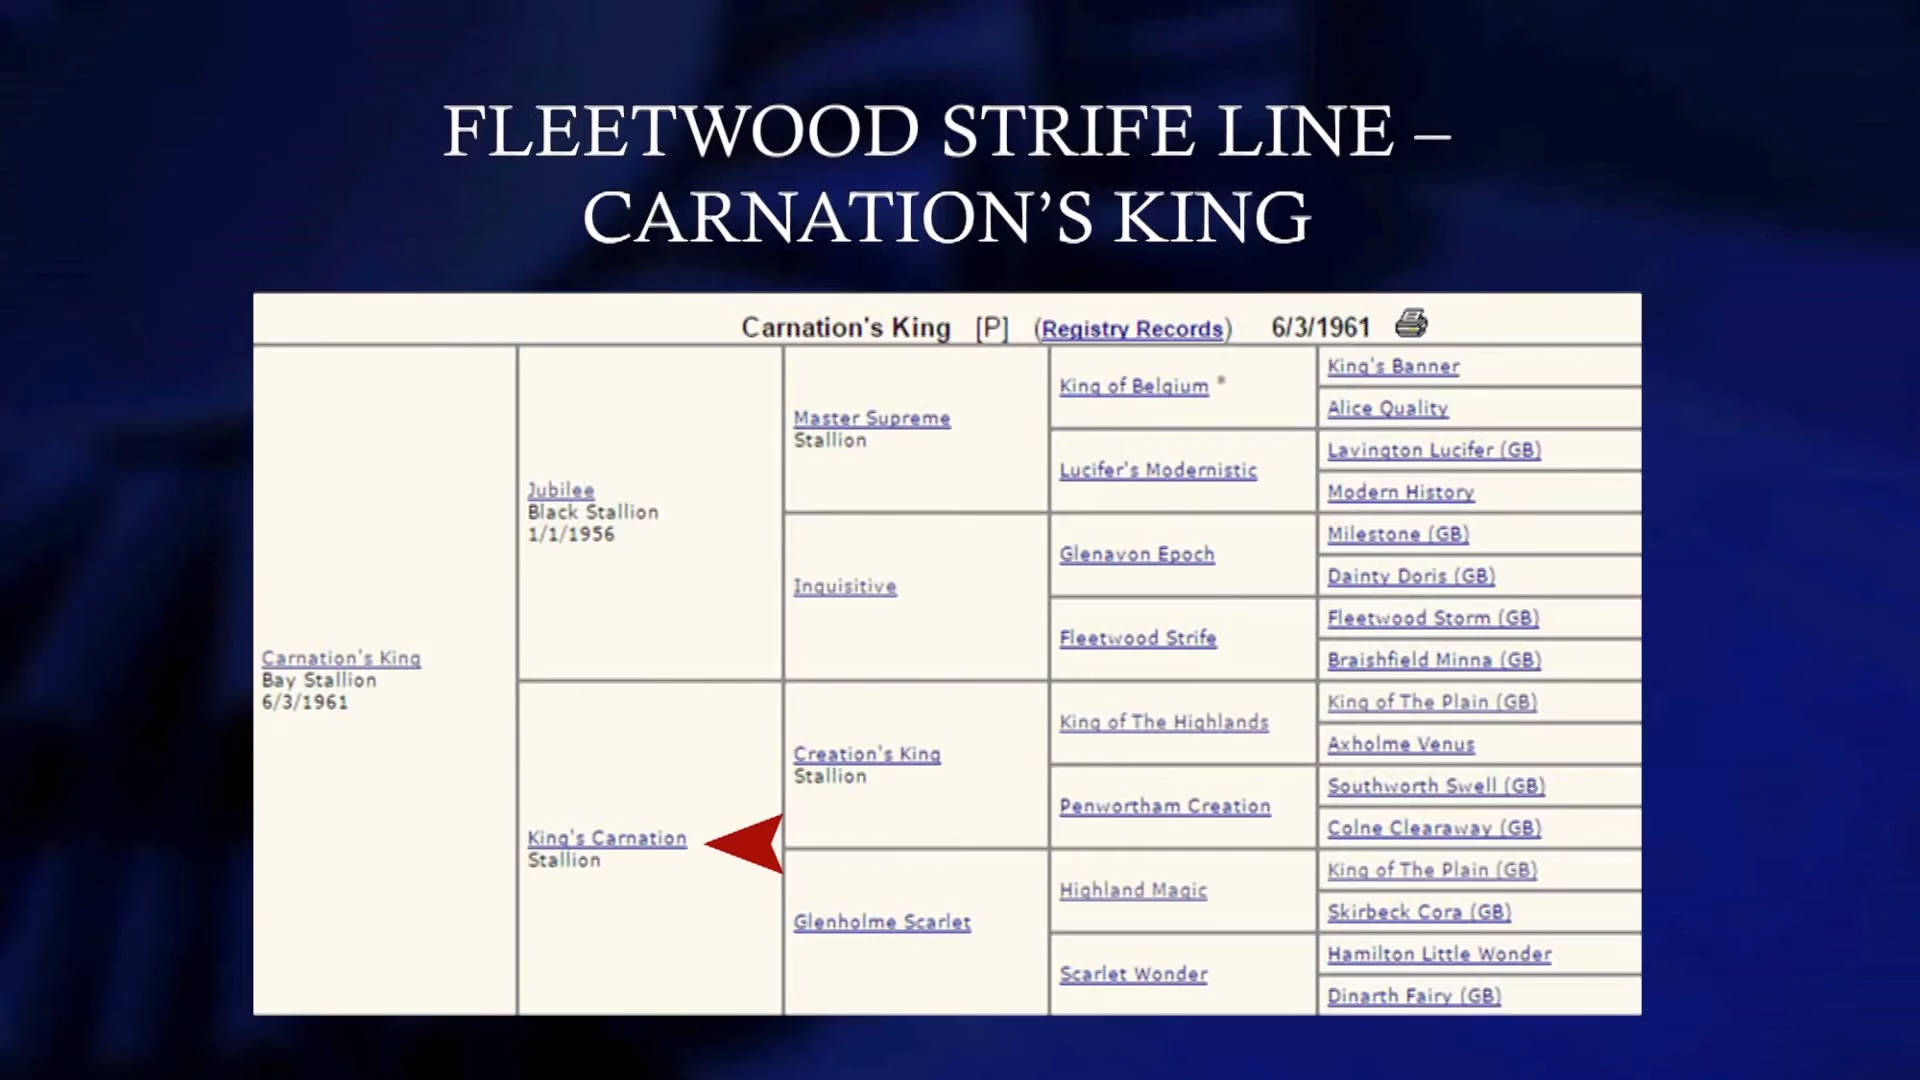 FLEETWOOD STRIFE LINE –
CARNATION’S KING
Carnation's King [P] (Registry Records) 6/3/1961
Carnation's King
Bay Stallion
6/3/1961
Jubilee
Black Stallion
1/1/1956
King's Carnation
Stallion
Master Supreme
Stallion
Inquisitive
Creation's King
Stallion
Glenholme Scarlet
King of Belgium *
Lucifer's Modernistic
Glenavon Epoch
Fleetwood Strife
King of The Highlands
Penwortham Creation
Highland Magic
Scarlet Wonder
King's Banner
Alice Quality
Lavington Lucifer (GB)
Modern History
Milestone (GB)
Dainty Doris (GB)
Fleetwood Storm (GB)
Braishfield Minna (GB)
King of The Plain (GB)
Axholme Venus
Southworth Swell (GB)
Colne Clearaway (GB)
King of The Plain (GB)
Skirbeck Cora (GB)
Hamilton Little Wonder
Dinarth Fairy (GB)